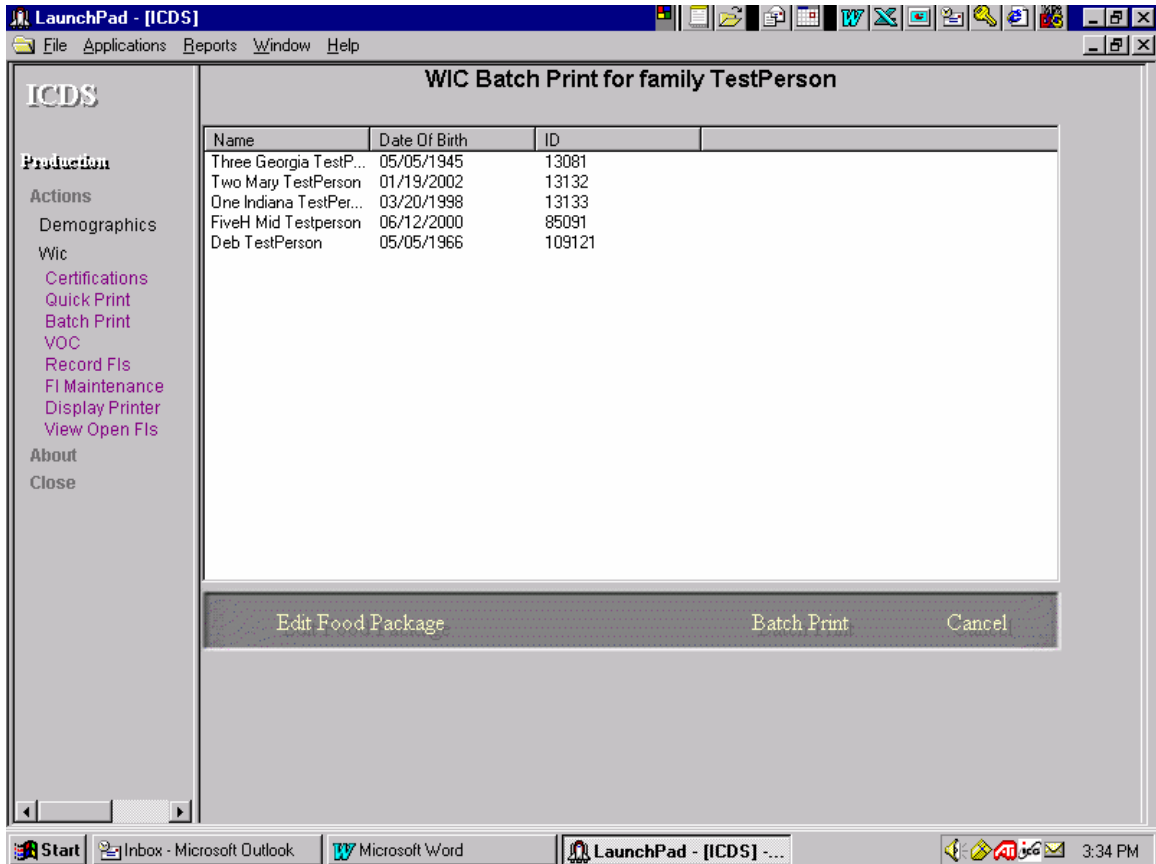 LaunchPad - [ICDS]
File Applications Reports Window Help
ICDS
Production
Actions
Demographics
Wic
Certifications
Quick Print
Batch Print
VOC
Record FIs
FI Maintenance
Display Printer
View Open FIs
About
Close
WIC Batch Print for family TestPerson
Name Date Of Birth ID
Three Georgia TestP... 05/05/1945 13081
Two Mary TestPerson 01/19/2002 13132
One Indiana TestPer... 03/20/1998 13133
FiveH Mid Testperson 06/12/2000 85091
Deb TestPerson 05/05/1966 109121
Edit Food Package Batch Print Cancel
Start Inbox - Microsoft Outlook Microsoft Word LaunchPad - [ICDS] -... 3:34 PM